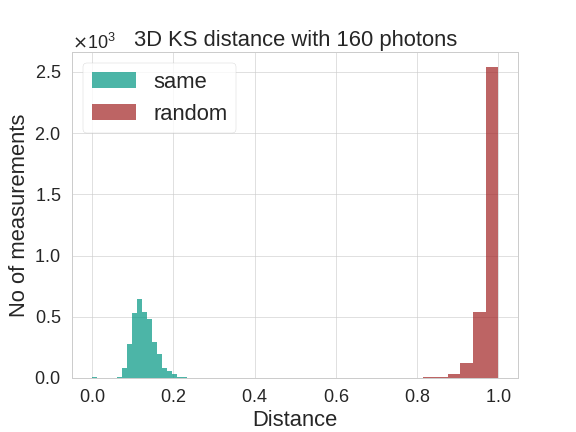 3D KS distance with 160 photons
×10³
same
random
No of measurements
2.5
2.0
1.5
1.0
0.5
0.0
0.0 0.2 0.4 0.6 0.8 1.0
Distance